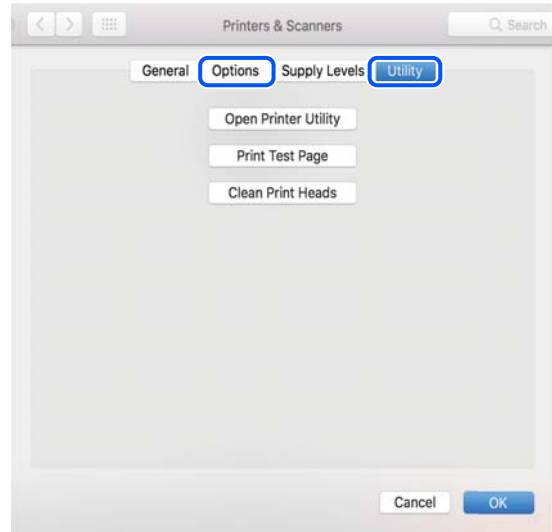 Printers & Scanners Search
General Options Supply Levels Utility
Open Printer Utility
Print Test Page
Clean Print Heads
Cancel OK